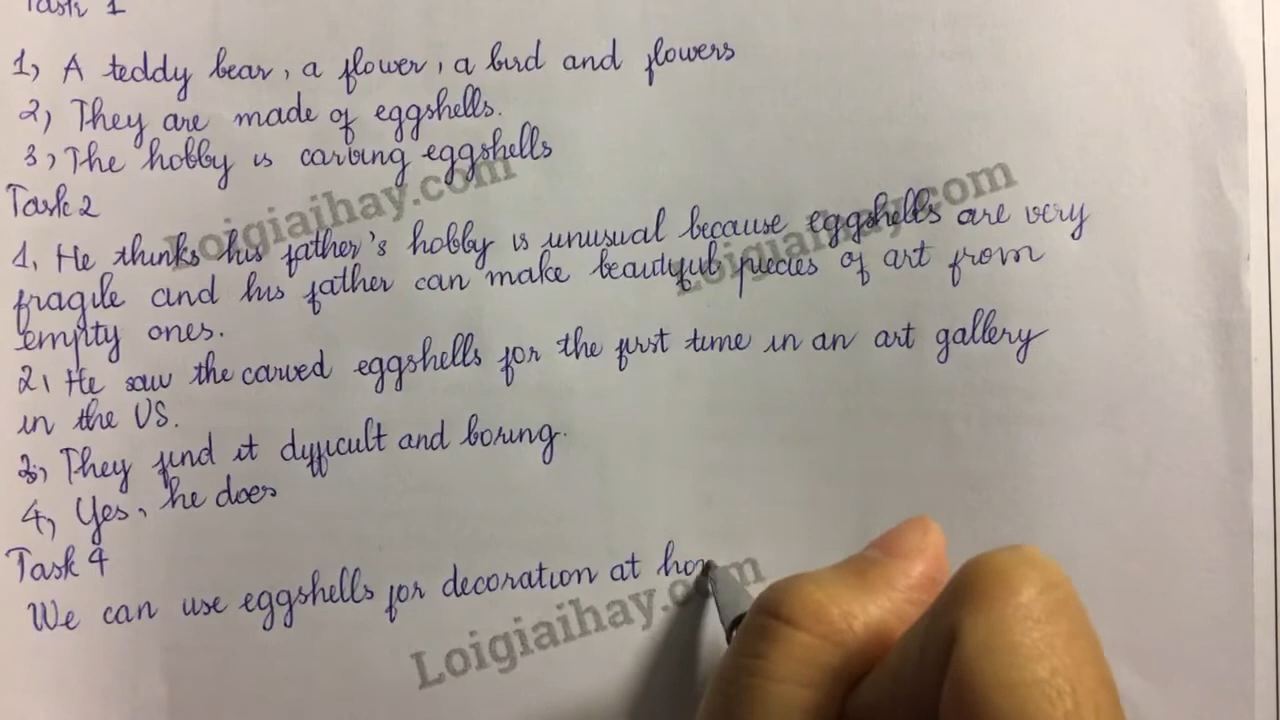 Task 1
1, A teddy bear, a flower, a bird and flowers
2, They are made of eggshells.
3, The hobby is carving eggshells
Task 2
1, He thinks his father's hobby is unusual because eggshells are very
fragile and his father can make beautiful piecies of art from
empty ones.
2, He saw the carved eggshells for the first time in an art gallery
in the US.
3, They find it difficult and boring.
4, Yes, he does
Task 4
We can use eggshells for decoration at hom
Loigiaihay.com
Loigiaihay.com
Loigiaihay.com